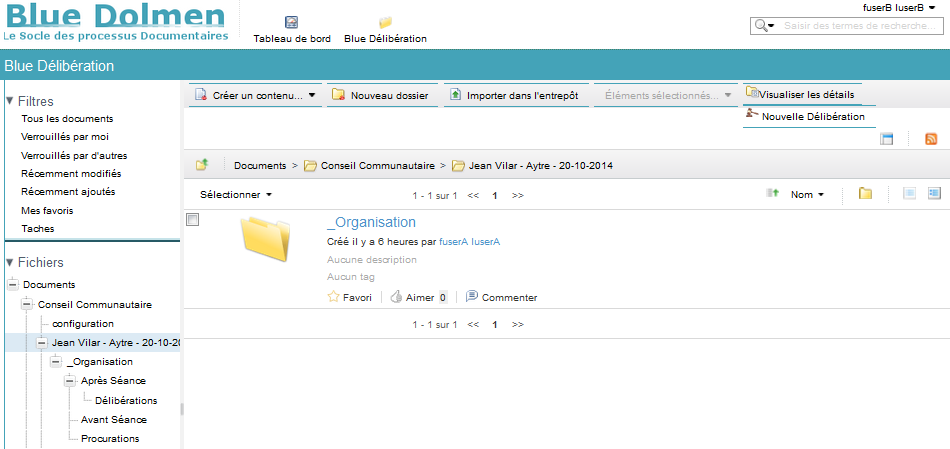 Blue Dolmen
Le Socle des processus Documentaires
Tableau de bord
Blue Délibération
fuserB luserB
Saisir des termes de recherche...
Blue Délibération
Filtres
Tous les documents
Verrouillés par moi
Verrouillés par d'autres
Récemment modifiés
Récemment ajoutés
Mes favoris
Taches
Fichiers
Documents
Conseil Communautaire
configuration
Jean Vilar - Aytre - 20-10-20
_Organisation
Après Séance
Délibérations
Avant Séance
Procurations
Créer un contenu...
Nouveau dossier
Importer dans l'entrepôt
Éléments sélectionnés...
Visualiser les détails
Nouvelle Délibération
Documents > Conseil Communautaire > Jean Vilar - Aytre - 20-10-2014
Sélectionner
1 - 1 sur 1 << 1 >>
Nom
_Organisation
Créé il y a 6 heures par fuserA luserA
Aucune description
Aucun tag
Favori
Aimer 0
Commenter
1 - 1 sur 1 << 1 >>